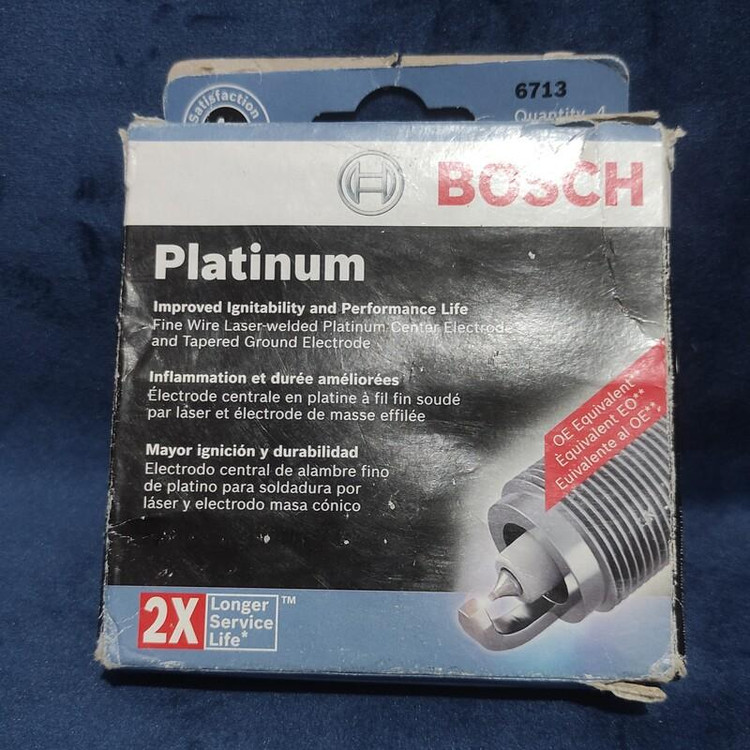 Satisfaction
6713
Quantity 4
BOSCH
Platinum
Improved Ignitability and Performance Life
Fine Wire Laser-welded Platinum Center Electrode
and Tapered Ground Electrode
Inflammation et durée améliorées
Électrode centrale en platine à fil fin soudé
par láser et électrode de masse effilée
Mayor ignición y durabilidad
Electrodo central de alambre fino
de platino para soldadura por
láser y electrodo masa cónico
OE Equivalent**
Équivalent EO**
Euivalente al OE**
2X Longer
Service
Life*
™